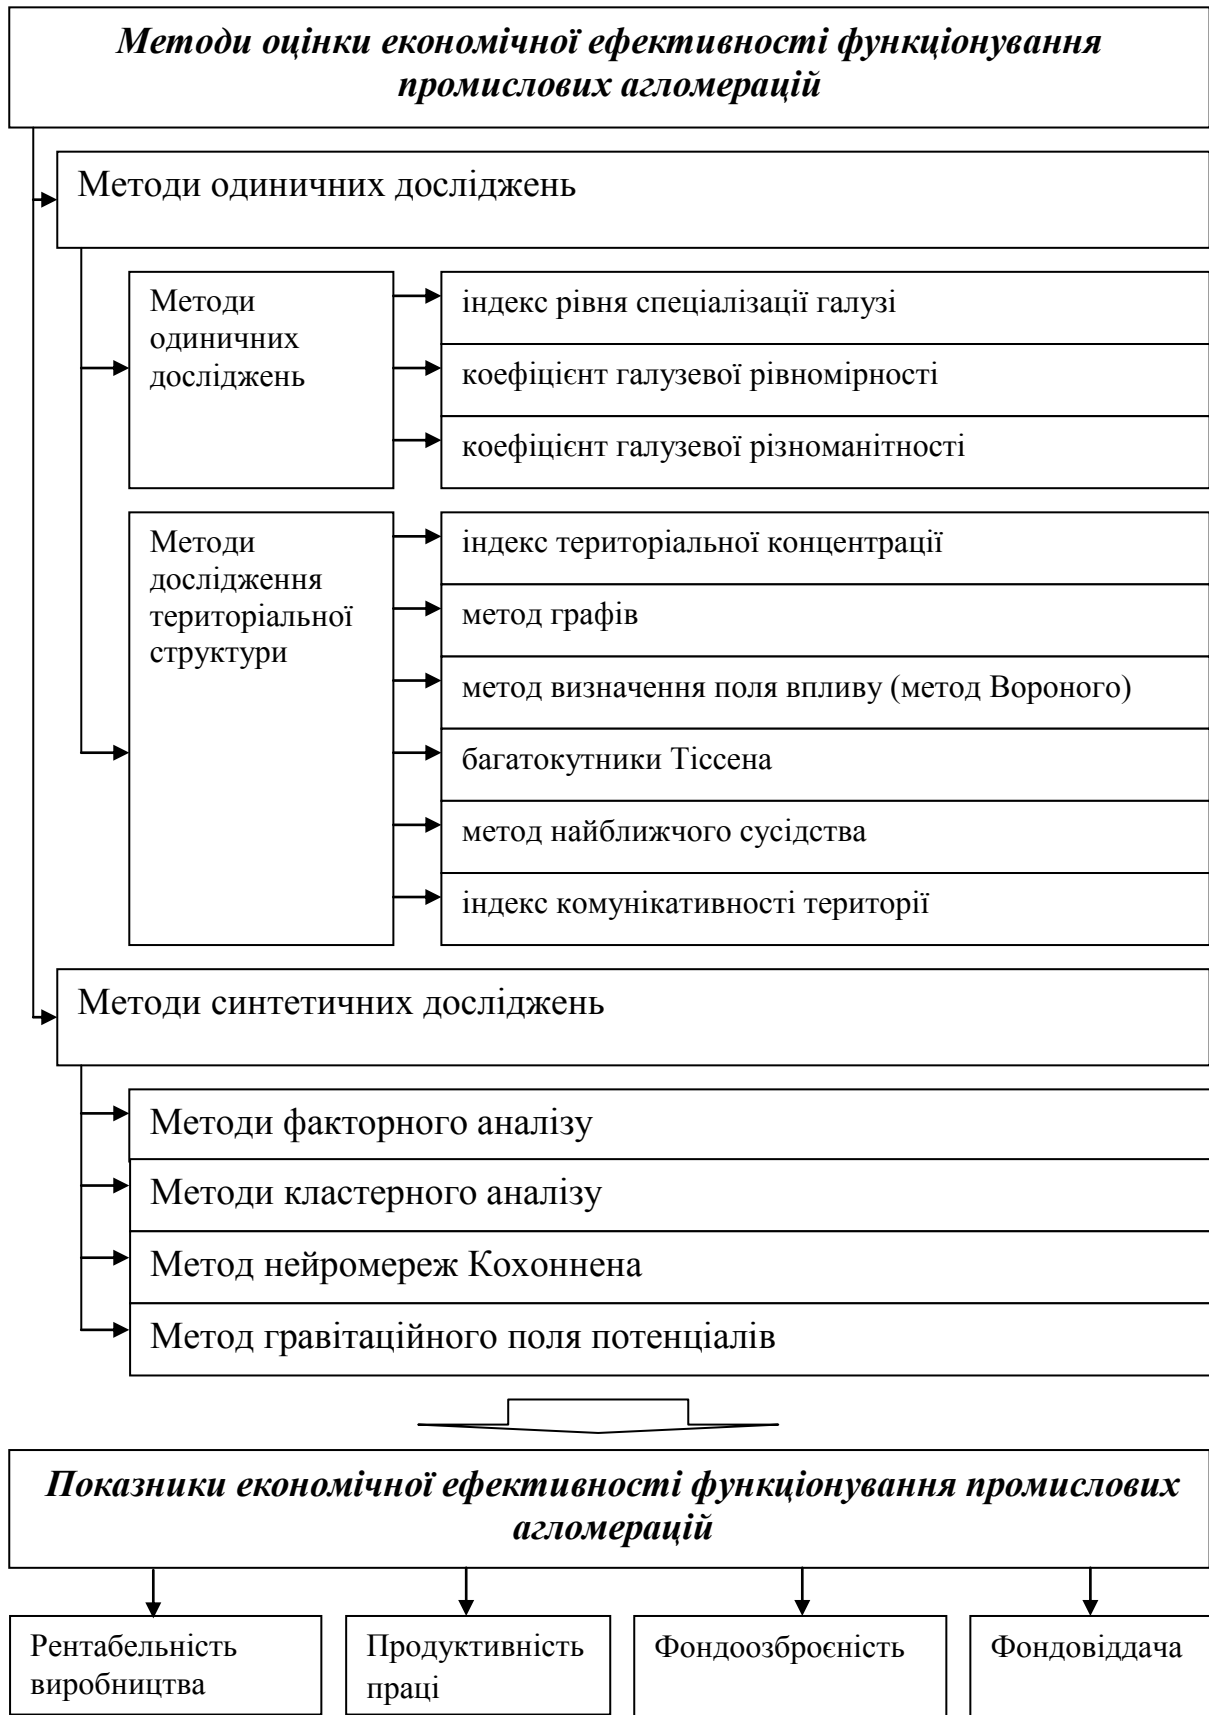 Методи оцінки економічної ефективності функціонування
промислових агломерацій
Методи одиничних досліджень
Методи
одиничних
досліджень
індекс рівня спеціалізації галузі
коефіцієнт галузевої рівномірності
коефіцієнт галузевої різноманітності
Методи
дослідження
територіальної
структури
індекс територіальної концентрації
метод графів
метод визначення поля впливу (метод Вороного)
багатокутники Тіссена
метод найближчого сусідства
індекс комунікативності території
Методи синтетичних досліджень
Методи факторного аналізу
Методи кластерного аналізу
Метод нейромереж Кохоннена
Метод гравітаційного поля потенціалів
Показники економічної ефективності функціонування промислових
агломерацій
Рентабельність
виробництва
Продуктивність
праці
Фондоозброєність
Фондовіддача